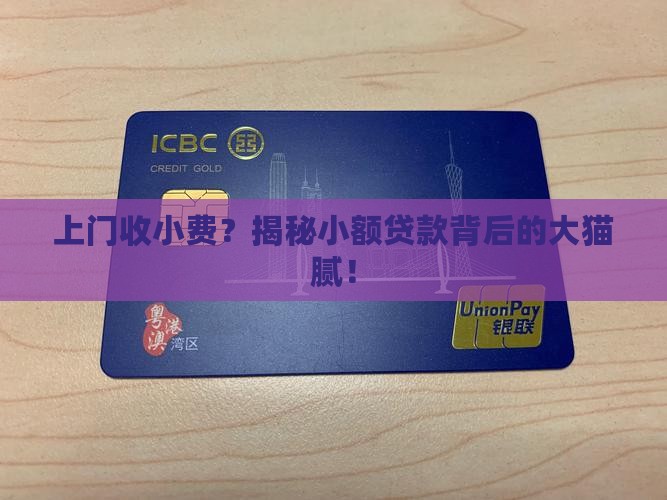 ICBC
CREDIT GOLD
上门收小费？揭秘小额贷款背后的大猫
腻！
粤港
澳湾区
UnionPay
银联